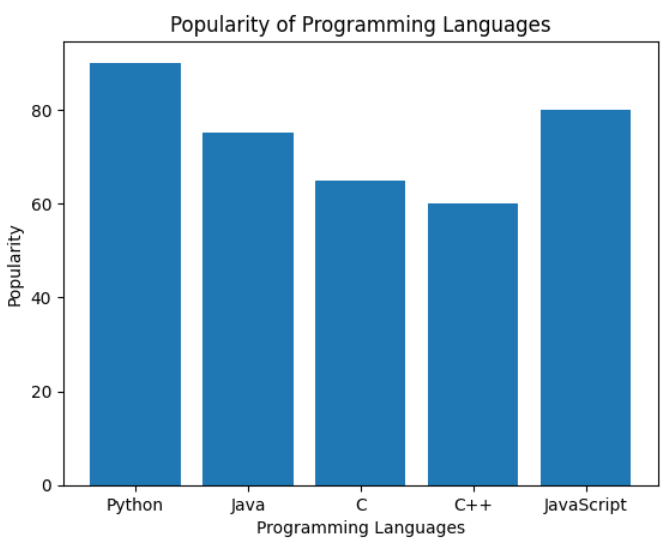 Popularity of Programming Languages
80
60
40
20
0
Popularity
Python Java C C++ JavaScript
Programming Languages